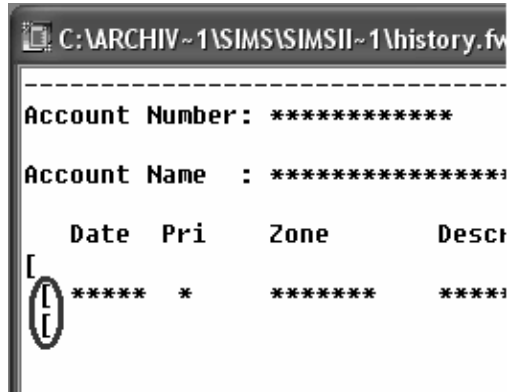 C:\ARCHIV~1\SIMS\SIMSII~1\history.fw
--------------------------------
Account Number: ************
Account Name : *****************
Date Pri Zone Descr
[
[ ***** * ******* *****
[